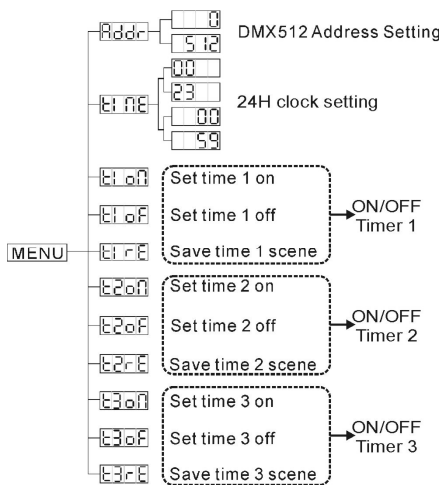 Addr
0
512
DMX512 Address Setting
tIME
00
23
00
59
24H clock setting
MENU
t1on
Set time 1 on
t1oF
Set time 1 off
t1rE
Save time 1 scene
ON/OFF
Timer 1
t2on
Set time 2 on
t2oF
Set time 2 off
t2rE
Save time 2 scene
ON/OFF
Timer 2
t3on
Set time 3 on
t3oF
Set time 3 off
t3rE
Save time 3 scene
ON/OFF
Timer 3